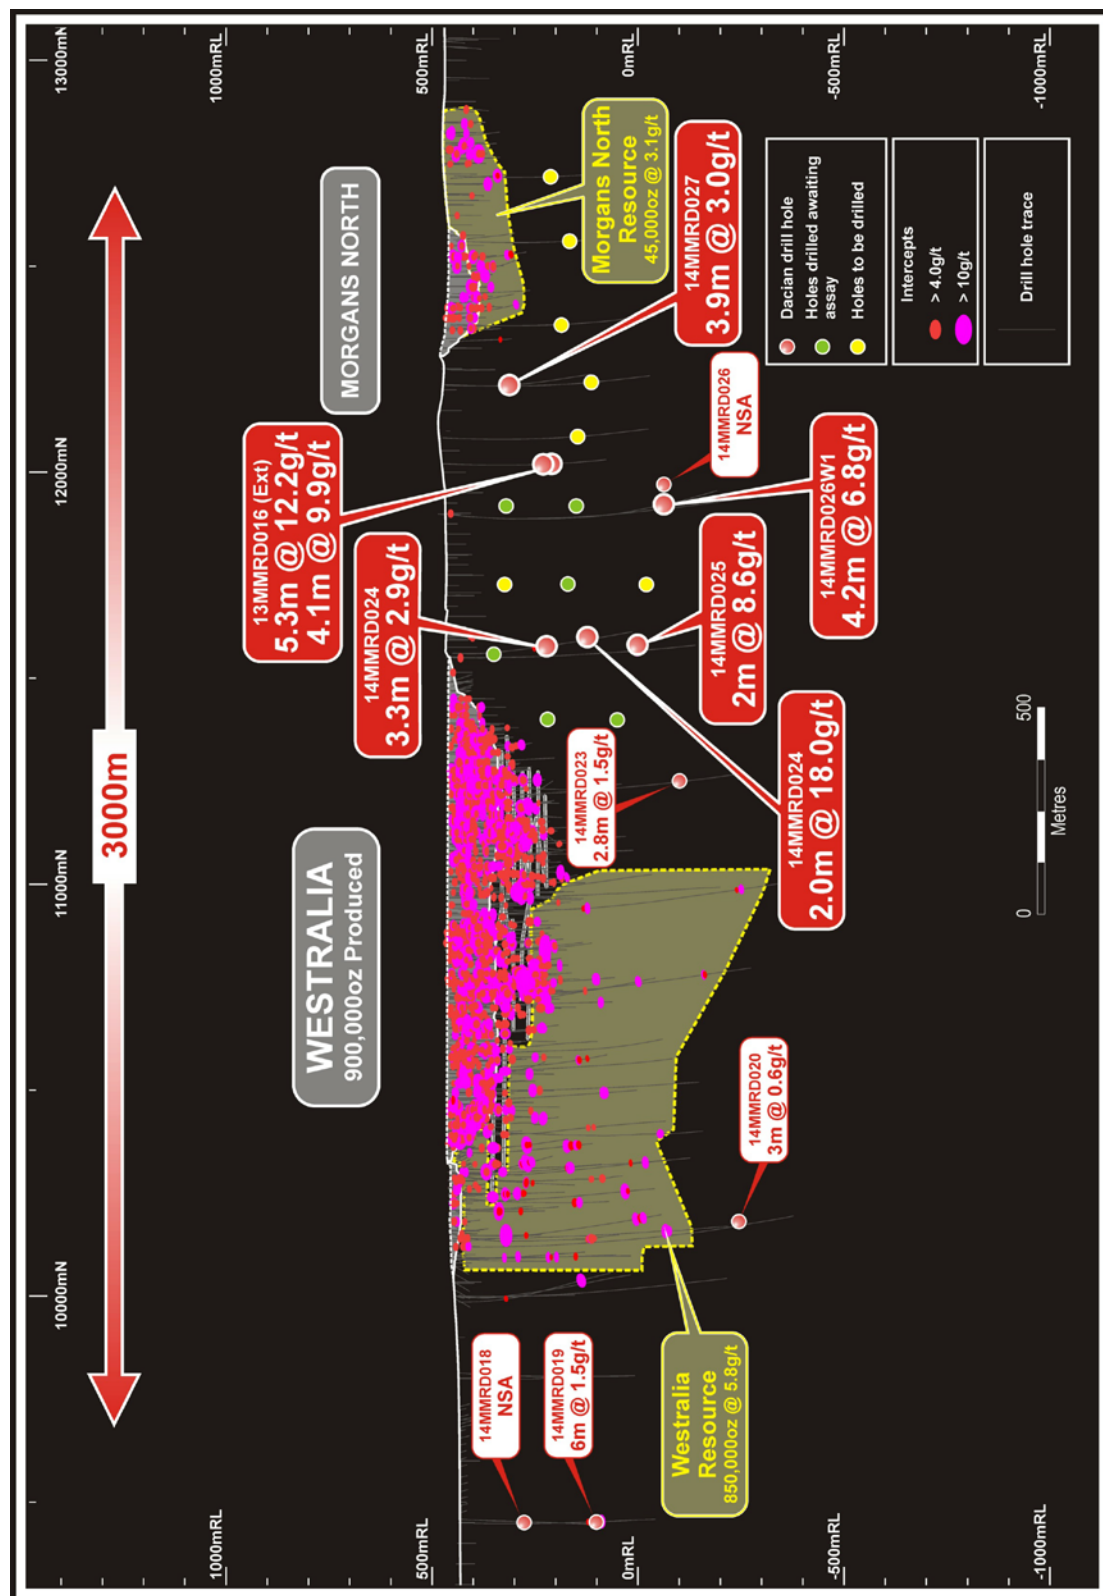 10000mN
11000mN
12000mN
13000mN
3000m
1000mRL
1000mRL
WESTRALIA
900,000oz Produced
MORGANS NORTH
13MMRD016 (Ext)
5.3m @ 12.2g/t
4.1m @ 9.9g/t
14MMRD024
3.3m @ 2.9g/t
500mRL
500mRL
14MMRD018
NSA
14MMRD019
6m @ 1.5g/t
14MMRD023
2.8m @ 1.5g/t
Morgans North
Resource
45,000oz @ 3.1g/t
0mRL
0mRL
Westralia
Resource
850,000oz @ 5.8g/t
14MMRD020
3m @ 0.6g/t
14MMRD025
2m @ 8.6g/t
14MMRD026
NSA
14MMRD027
3.9m @ 3.0g/t
14MMRD024
2.0m @ 18.0g/t
14MMRD026W1
4.2m @ 6.8g/t
-500mRL
-500mRL
Dacian drill hole
Holes drilled awaiting
assay
Holes to be drilled
Intercepts
> 4.0g/t
> 10g/t
Drill hole trace
0
500
Metres
-1000mRL
-1000mRL